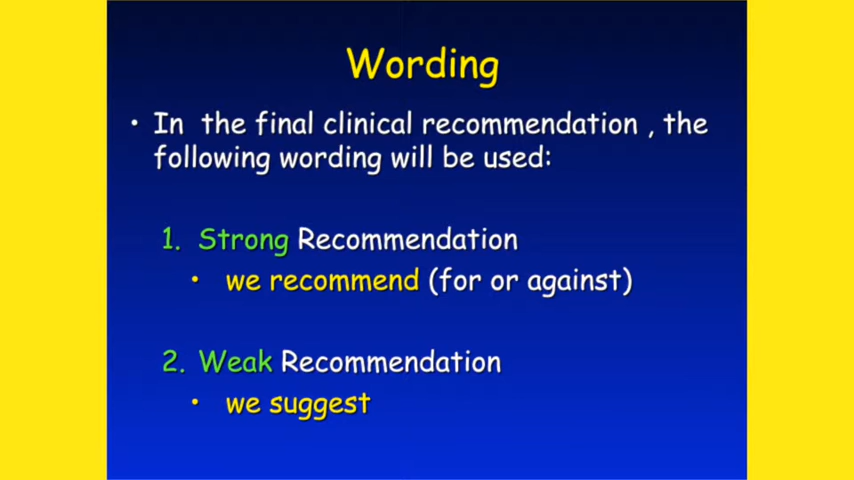 Wording
• In the final clinical recommendation , the
following wording will be used:
1. Strong Recommendation
• we recommend (for or against)
2. Weak Recommendation
• we suggest